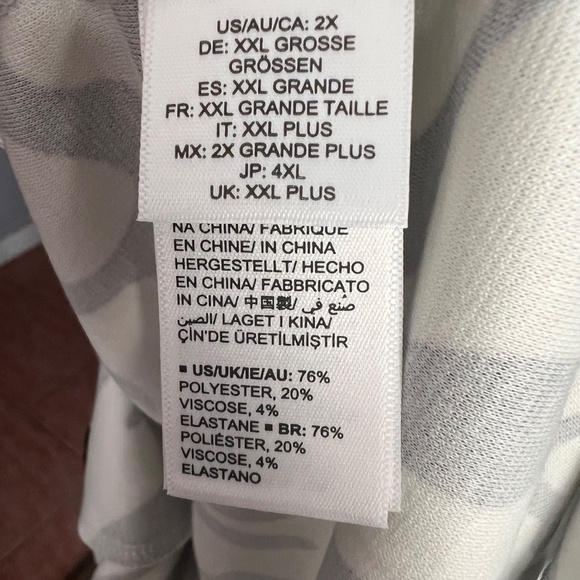 US/AU/CA: 2X
DE: XXL GROSSE
GRÖSSEN
ES: XXL GRANDE
FR: XXL GRANDE TAILLE
IT: XXL PLUS
MX: 2X GRANDE PLUS
JP: 4XL
UK: XXL PLUS
NA CHINA/ FABRIQUE
EN CHINE/ IN CHINA
HERGESTELLT/ HECHO
EN CHINA/ FABBRICATO
IN CINA/ 中国製/ صُنع في
الصين/ LAGET I KINA/
ÇİN'DE ÜRETİLMİŞTİR
▪ US/UK/IE/AU: 76%
POLYESTER, 20%
VISCOSE, 4%
ELASTANE ▪ BR: 76%
POLIÉSTER, 20%
VISCOSE, 4%
ELASTANO